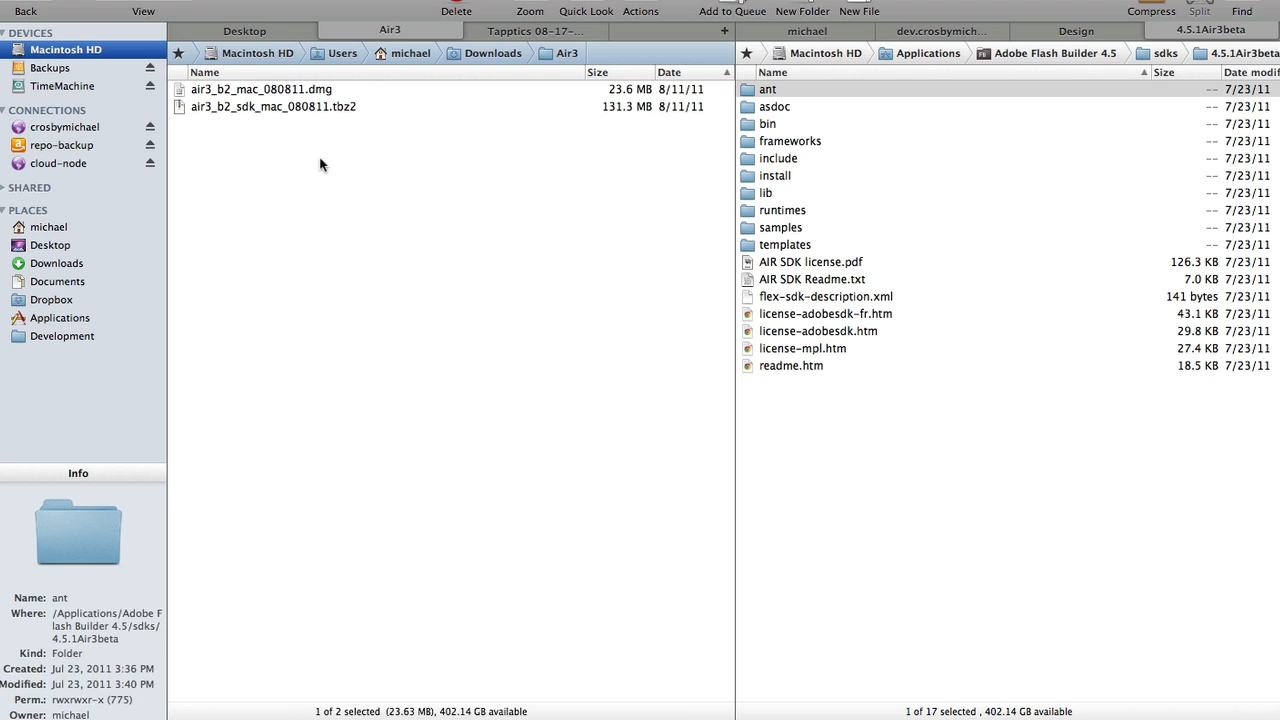 Back View Delete Zoom Quick Look Actions Add to Queue New Folder New File Compress Split Find
DEVICES
Macintosh HD
Backups
TimeMachine
CONNECTIONS
crosbymichael
repo-backup
cloud-node
SHARED
PLACES
michael
Desktop
Downloads
Documents
Dropbox
Applications
Development
Info
Name: ant
Where: /Applications/Adobe F
lash Builder 4.5/sdks/
4.5.1Air3beta
Kind: Folder
Created: Jul 23, 2011 3:36 PM
Modified: Jul 23, 2011 3:40 PM
Perm.: rwxrwxr-x (775)
Owner: michael
Desktop Air3 Tapptics 08-17-... +
Macintosh HD Users michael Downloads Air3
Name Size Date
air3_b2_mac_080811.dmg 23.6 MB 8/11/11
air3_b2_sdk_mac_080811.tbz2 131.3 MB 8/11/11
1 of 2 selected (23.63 MB), 402.14 GB available
michael dev.crosbymich... Design 4.5.1Air3beta
Macintosh HD Applications Adobe Flash Builder 4.5 sdks 4.5.1Air3beta
Name Size Date modif
ant -- 7/23/11
asdoc -- 7/23/11
bin -- 7/23/11
frameworks -- 7/23/11
include -- 7/23/11
install -- 7/23/11
lib -- 7/23/11
runtimes -- 7/23/11
samples -- 7/23/11
templates -- 7/23/11
AIR SDK license.pdf 126.3 KB 7/23/11
AIR SDK Readme.txt 7.0 KB 7/23/11
flex-sdk-description.xml 141 bytes 7/23/11
license-adobesdk-fr.htm 43.1 KB 7/23/11
license-adobesdk.htm 29.8 KB 7/23/11
license-mpl.htm 27.4 KB 7/23/11
readme.htm 18.5 KB 7/23/11
1 of 17 selected , 402.14 GB available